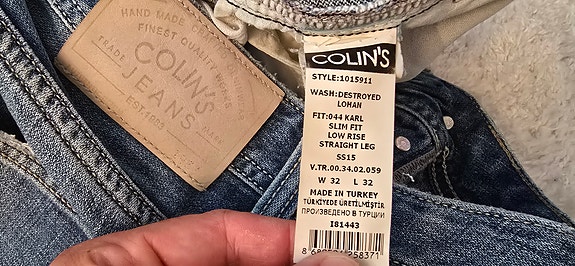 HAND MADE CR
FINEST QUALITY
COLIN'S
TRADE
JEANS
EST.1983
COLIN'S
STYLE:1015911
WASH:DESTROYED
LOHAN
FIT:044 KARL
SLIM FIT
LOW RISE
STRAIGHT LEG
SS15
V.TR.00.34.02.059
W 32 L 32
MADE IN TURKEY
TÜRKİYEDE ÜRETİLMİŞTİR
ПРОИЗВЕДЕНО В ТУРЦИИ
I81443